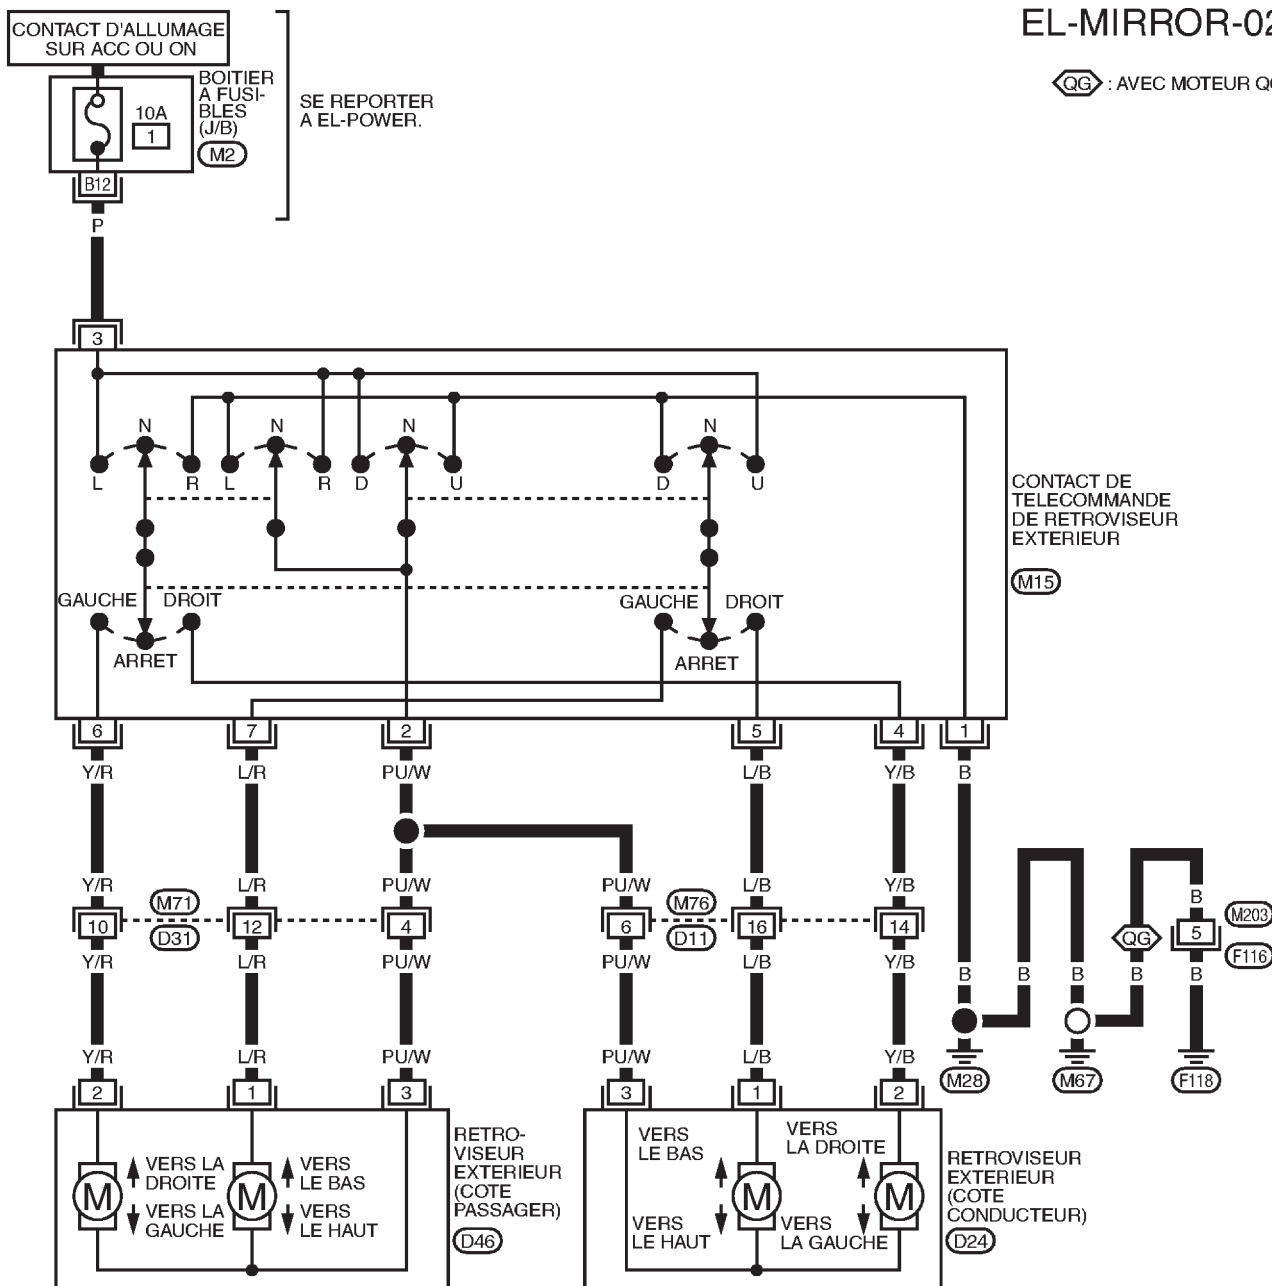 EL-MIRROR-02
CONTACT D'ALLUMAGE
SUR ACC OU ON
BOITIER
A FUSI-
BLES
(J/B)
M2
10A
1
B12
SE REPORTER
A EL-POWER.
QG : AVEC MOTEUR QG
P
3
N N N N
L R L R D U D U
CONTACT DE
TELECOMMANDE
DE RETROVISEUR
EXTERIEUR
M15
GAUCHE DROIT GAUCHE DROIT
ARRET ARRET
6 7 2 5 4 1
Y/R L/R PU/W L/B Y/B B
Y/R L/R PU/W PU/W L/B Y/B B
M71 M76 M203
10 12 4 6 16 14 QG 5
D31 D11 F116
Y/R L/R PU/W PU/W L/B Y/B B B B B B
Y/R L/R PU/W PU/W L/B Y/B
M28 M67 F118
2 1 3 3 1 2
VERS LA
DROITE
VERS LA
GAUCHE
VERS
LE BAS
VERS
LE HAUT
M M
RETRO-
VISEUR
EXTERIEUR
(COTE
PASSAGER)
D46
VERS
LE BAS
VERS
LE HAUT
VERS
LA DROITE
VERS
LA GAUCHE
M M
RETROVISEUR
EXTERIEUR
(COTE
CONDUCTEUR)
D24